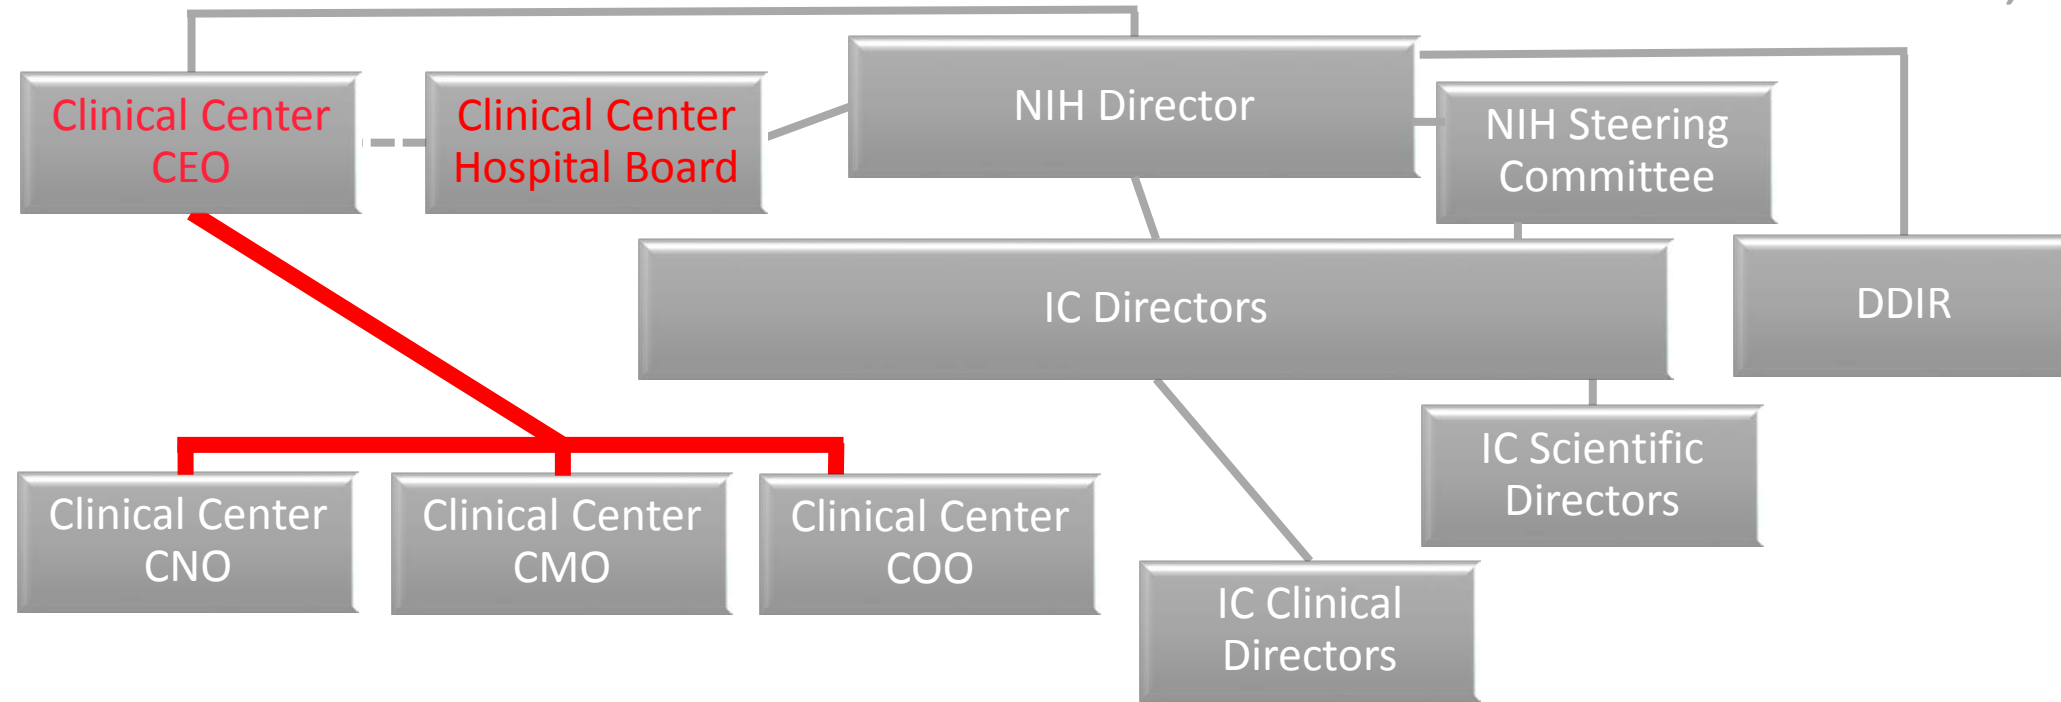 Clinical Center
CEO
Clinical Center
Hospital Board
NIH Director
NIH Steering
Committee
IC Directors
DDIR
IC Scientific
Directors
Clinical Center
CNO
Clinical Center
CMO
Clinical Center
COO
IC Clinical
Directors